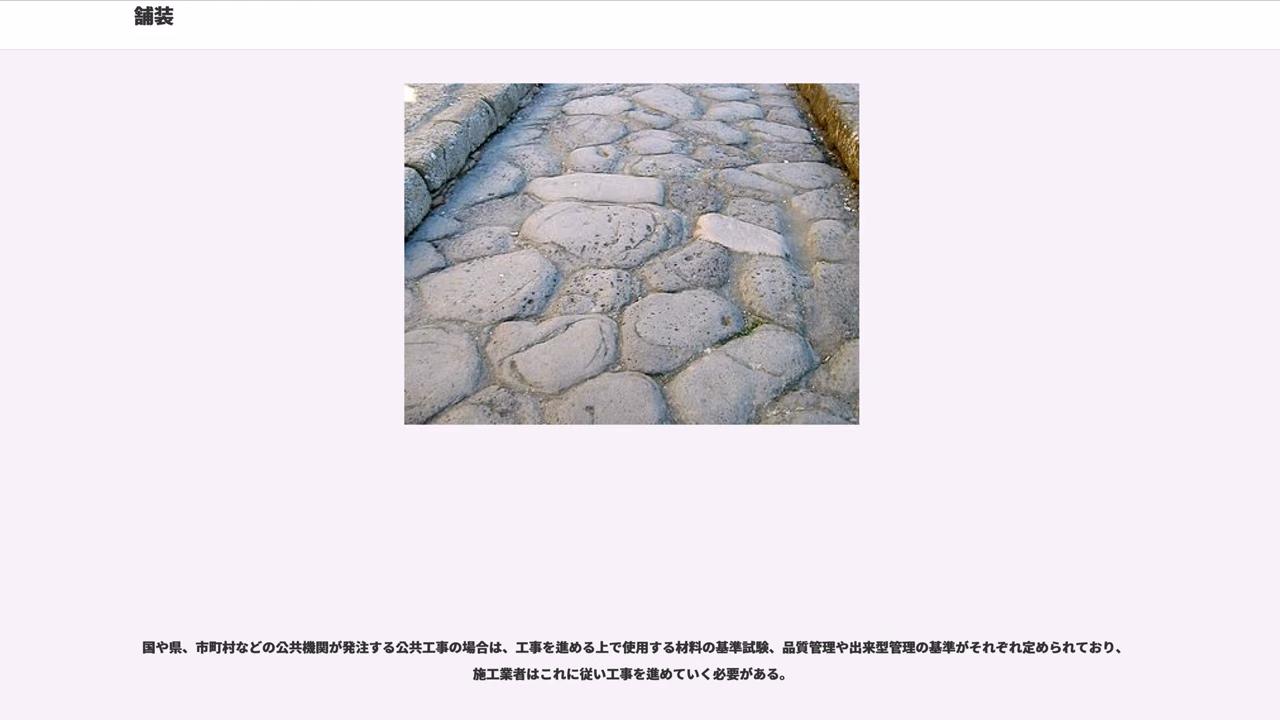 舗装
国や県、市町村などの公共機関が発注する公共工事の場合は、工事を進める上で使用する材料の基準試験、品質管理や出来型管理の基準がそれぞれ定められており、
施工業者はこれに従い工事を進めていく必要がある。